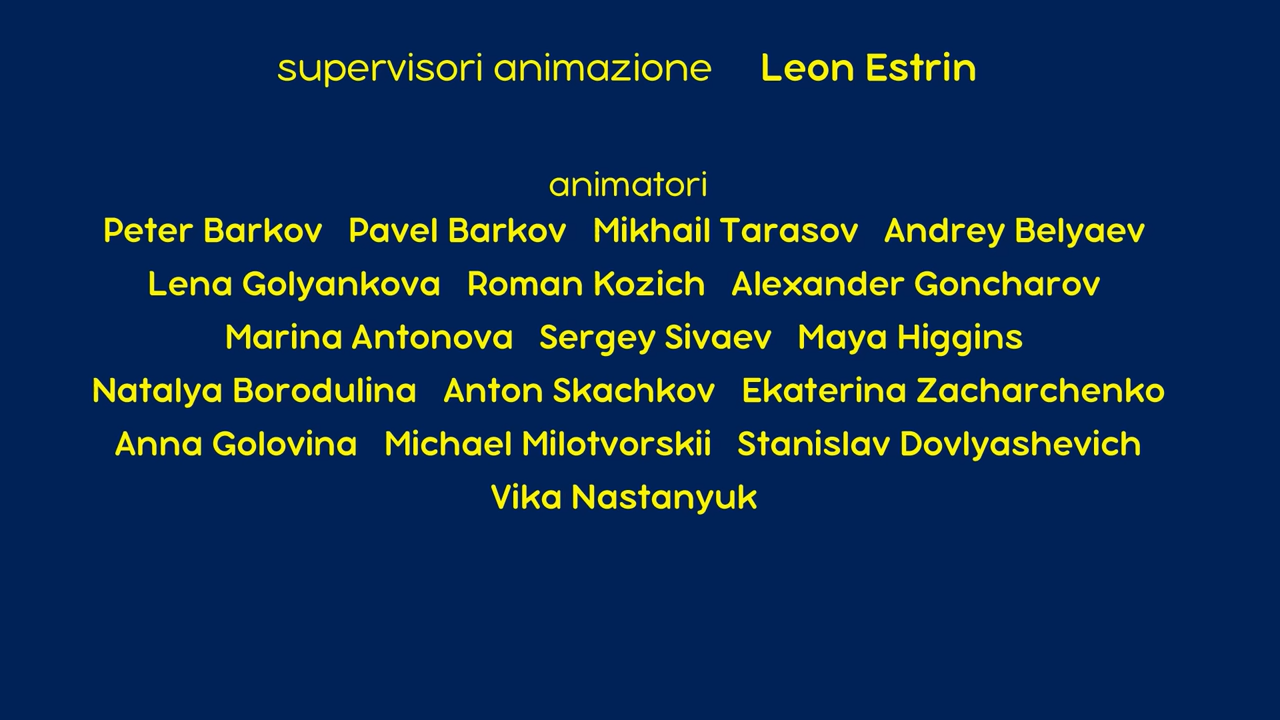 supervisori animazione Leon Estrin
animatori
Peter Barkov Pavel Barkov Mikhail Tarasov Andrey Belyaev
Lena Golyankova Roman Kozich Alexander Goncharov
Marina Antonova Sergey Sivaev Maya Higgins
Natalya Borodulina Anton Skachkov Ekaterina Zacharchenko
Anna Golovina Michael Milotvorskii Stanislav Dovlyashevich
Vika Nastanyuk